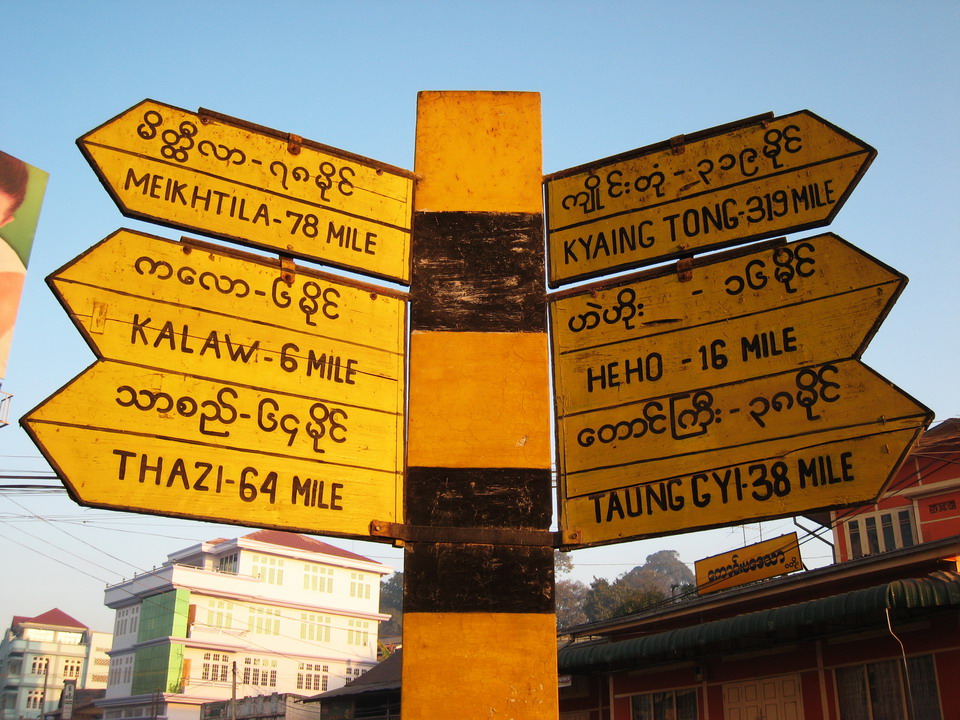 မိတ္ထီလာ-၇၈မိုင်
MEIKHTILA-78 MILE
ကလော-၆မိုင်
KALAW-6 MILE
သာစည်-၆၄မိုင်
THAZI-64 MILE
ကျိုင်းတုံ-၃၁၉မိုင်
KYAING TONG-319 MILE
ဟဲဟိုး - ၁၆မိုင်
HEHO -16 MILE
တောင်ကြီး-၃၈မိုင်
TAUNGGYI-38 MILE